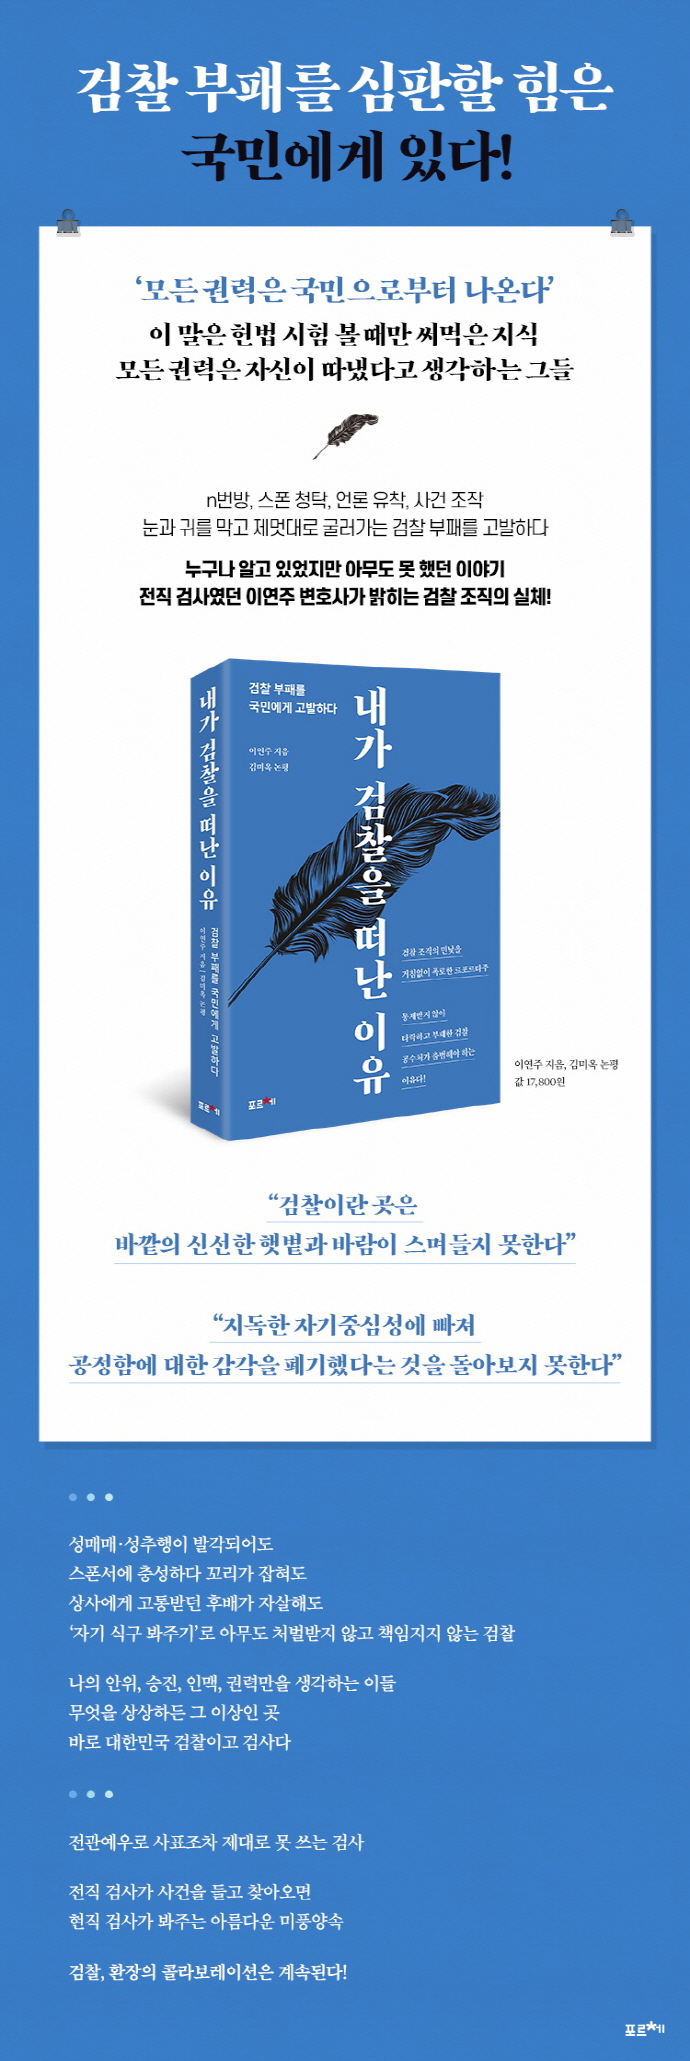 검찰 부패를 심판할 힘은
국민에게 있다!
‘모든 권력은 국민으로부터 나온다’
이 말은 헌법 시험 볼 때만 써먹은 지식
모든 권력은 자신이 따냈다고 생각하는 그들
n번방, 스폰 청탁, 언론 유착, 사건 조작
눈과 귀를 막고 제멋대로 굴러가는 검찰 부패를 고발하다
누구나 알고 있었지만 아무도 못 했던 이야기
전직 검사였던 이연주 변호사가 밝히는 검찰 조직의 실체!
내가 검찰을 떠난 이유
검찰 부패를 국민에게 고발하다
이연주 지음 | 김미옥 논평
포르체
검찰 부패를
국민에게 고발하다
이연주 지음
김미옥 논평
내가 검찰을 떠난 이유
검찰 조직의 민낯을
거침없이 폭로한 르포르타주
통제받지 않아
타락하고 부패한 검찰
공수처가 출범해야 하는
이유다!
포르체
이연주 지음, 김미옥 논평
값 17,800원
“검찰이란 곳은
바깥의 신선한 햇볕과 바람이 스며들지 못한다”
“지독한 자기중심성에 빠져
공정함에 대한 감각을 폐기했다는 것을 돌아보지 못한다”
성매매·성추행이 발각되어도
스폰서에 충성하다 꼬리가 잡혀도
상사에게 고통받던 후배가 자살해도
‘자기 식구 봐주기’로 아무도 처벌받지 않고 책임지지 않는 검찰
나의 안위, 승진, 인맥, 권력만을 생각하는 이들
무엇을 상상하든 그 이상인 곳
바로 대한민국 검찰이고 검사다
전관예우로 사표조차 제대로 못 쓰는 검사
전직 검사가 사건을 들고 찾아오면
현직 검사가 봐주는 아름다운 미풍양속
검찰, 환장의 콜라보레이션은 계속된다!
포르체